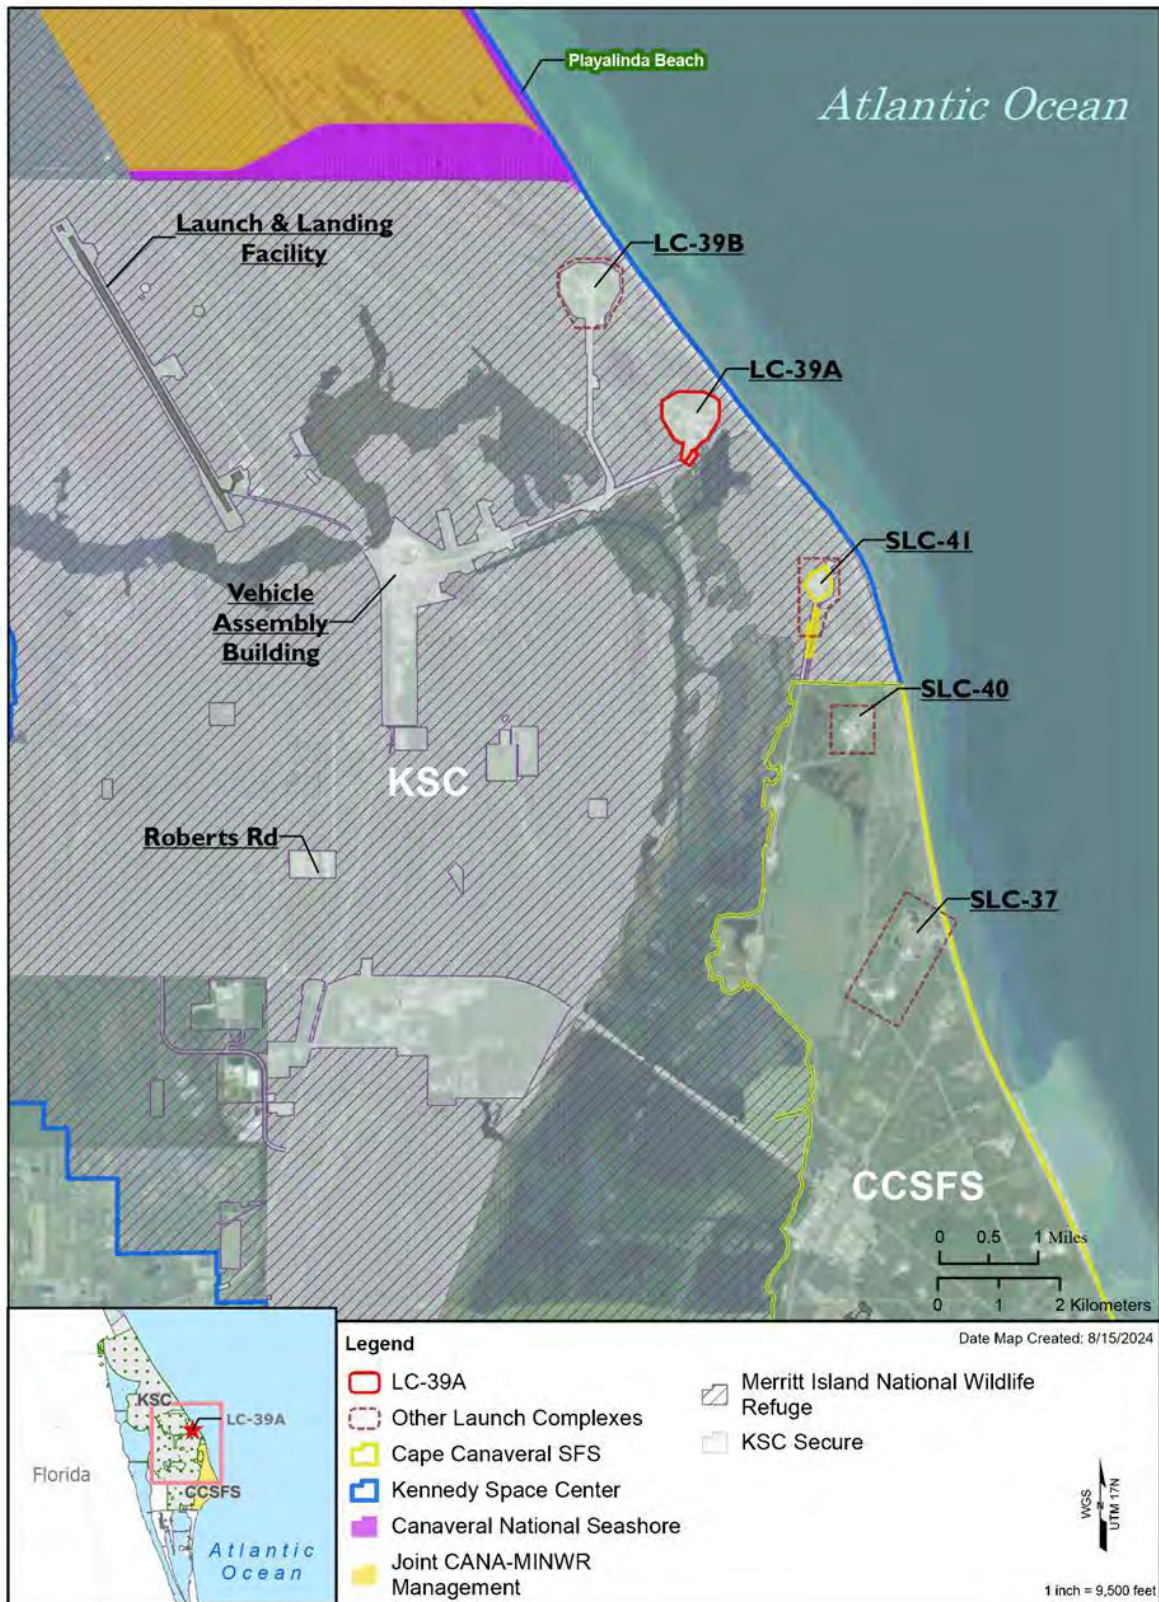 Playalinda Beach
Atlantic Ocean
Launch & Landing
Facility
LC-39B
LC-39A
SLC-41
Vehicle
Assembly
Building
SLC-40
KSC
Roberts Rd
SLC-37
CCSFS
0 0.5 1 Miles
0 1 2 Kilometers
KSC
LC-39A
Florida
CCSFS
Atlantic
Ocean
Legend
LC-39A
Other Launch Complexes
Cape Canaveral SFS
Kennedy Space Center
Canaveral National Seashore
Joint CANA-MINWR
Management
Merritt Island National Wildlife
Refuge
KSC Secure
Date Map Created: 8/15/2024
WGS
N
UTM 17N
1 inch = 9,500 feet